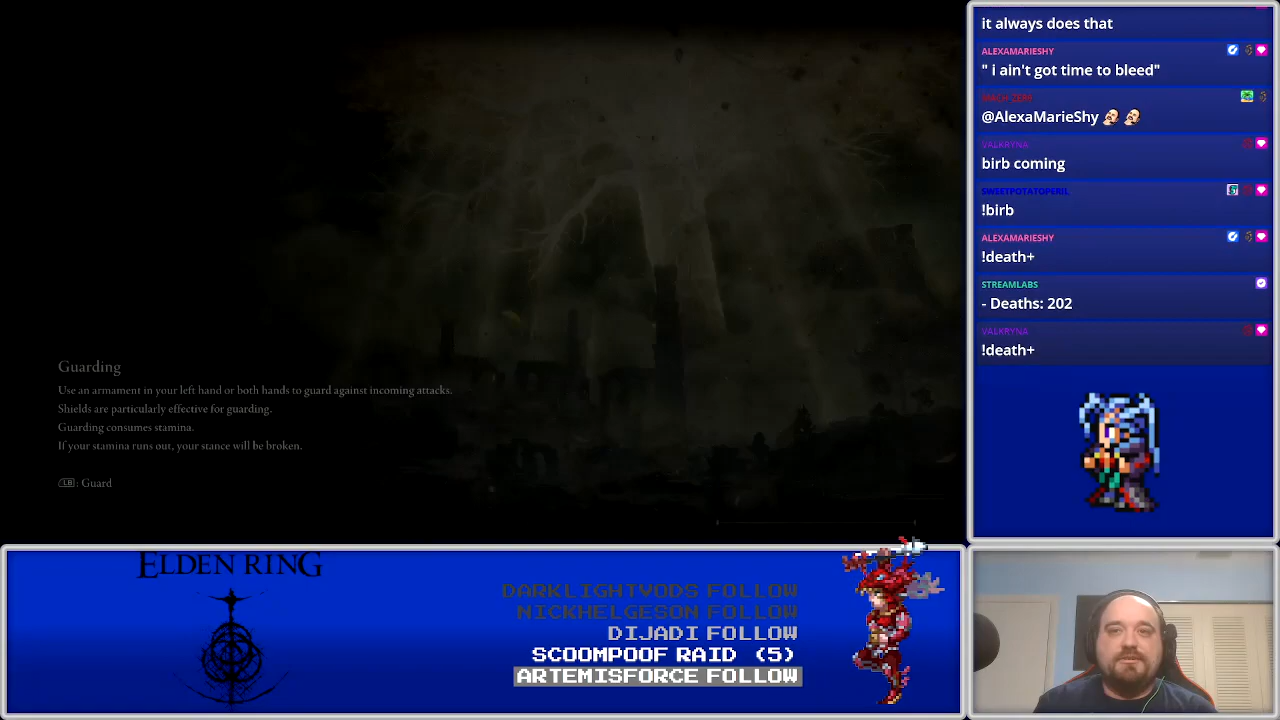 it always does that
ALEXAMARIESHY
" i ain't got time to bleed"
MACH ZERF
@AlexaMarieShy
VALKRYNA
birb coming
SWEETPOTATOPERIL
!birb
ALEXAMARIESHY
!death+
STREAMLABS
- Deaths: 202
VALKRYNA
!death+
Guarding
Use an armament in your left hand or both hands to guard against incoming attacks.
Shields are particularly effective for guarding.
Guarding consumes stamina.
If your stamina runs out, your stance will be broken.
LB: Guard
ELDEN RING
DARKLIGHTVODS FOLLOW
NICKHELGESON FOLLOW
DIJADI FOLLOW
SCOOMPOOF RAID (5)
ARTEMISFORCE FOLLOW